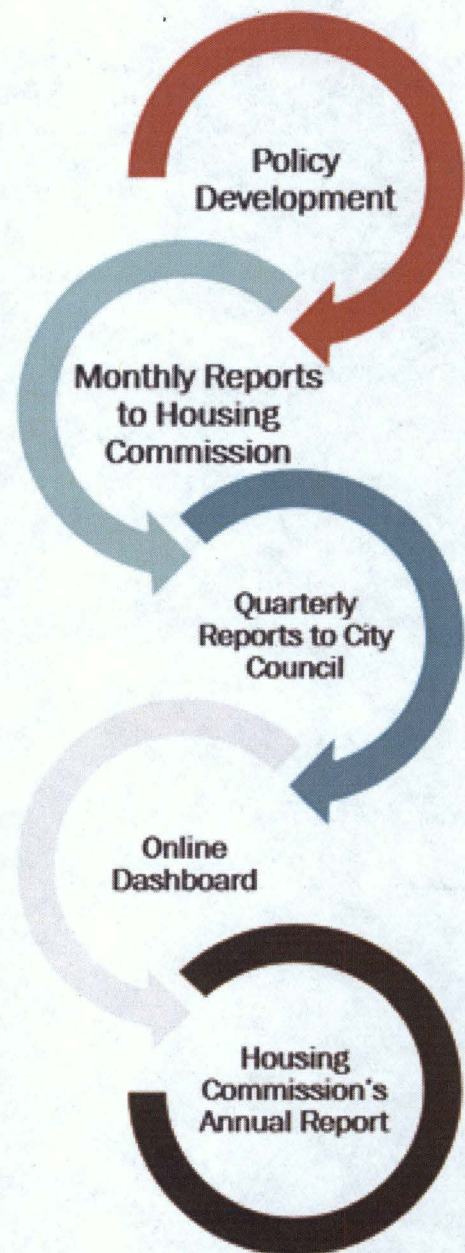 Policy
Development
Monthly Reports
to Housing
Commission
Quarterly
Reports to City
Council
Online
Dashboard
Housing
Commission's
Annual Report